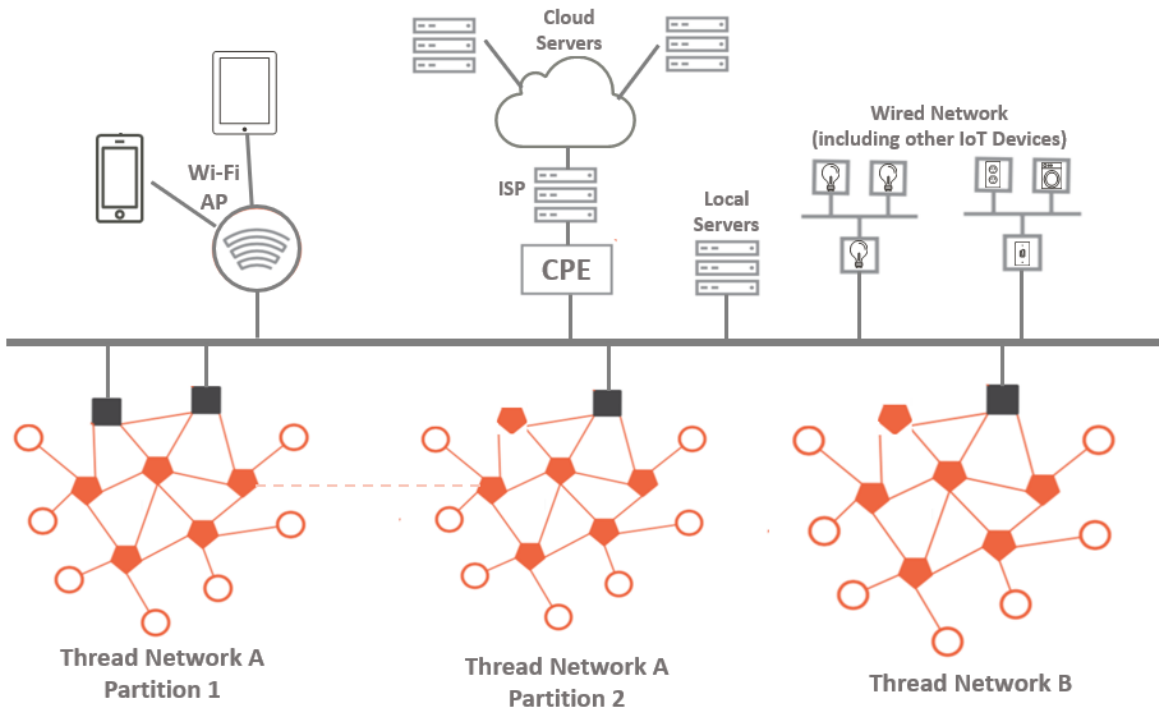 Cloud
Servers
Wired Network
(including other IoT Devices)
Wi-Fi
AP
ISP
Local
Servers
CPE
Thread Network A
Partition 1
Thread Network A
Partition 2
Thread Network B